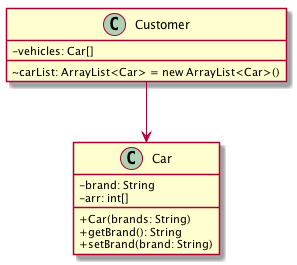 C Customer
-vehicles: Car[]
~carList: ArrayList<Car> = new ArrayList<Car>()
C Car
-brand: String
-arr: int[]
+Car(brands: String)
+getBrand(): String
+setBrand(brand: String)